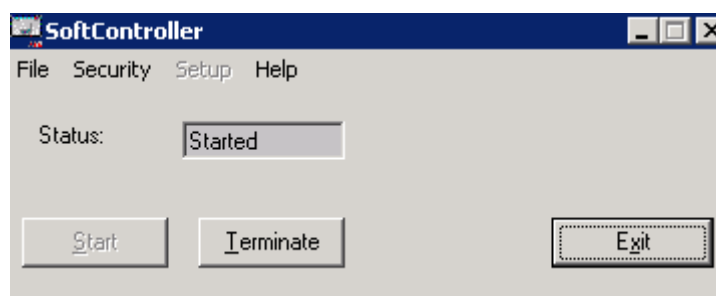 SoftController
File Security Setup Help
Status: Started
Start Terminate Exit